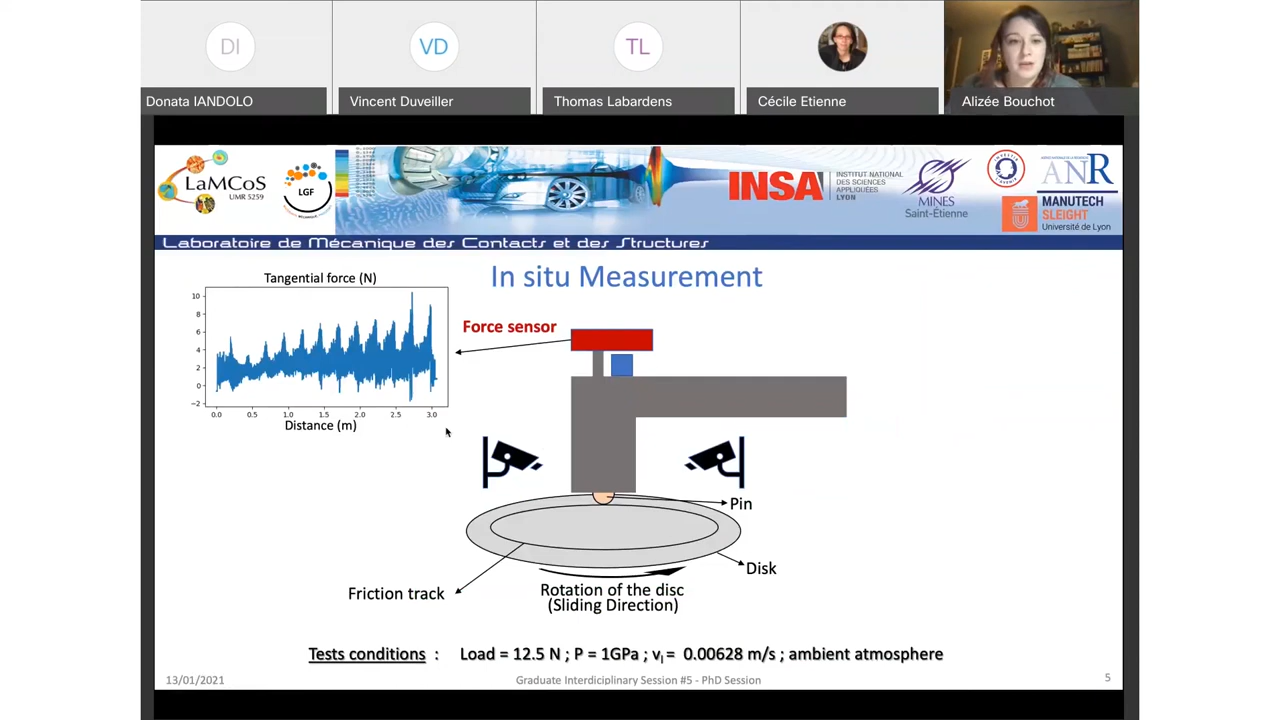 DI
VD
TL
Donata IANDOLO
Vincent Duveiller
Thomas Labardens
Cécile Etienne
Alizée Bouchot
LaMCoS
UMR 5259
LGF
INSA
INSTITUT NATIONAL
DES SCIENCES
APPLIQUÉES
LYON
MINES
Saint-Étienne
ANR
MANUTECH
SLEIGHT
Université de Lyon
Laboratoire de Mécanique des Contacts et des Structures
In situ Measurement
Tangential force (N)
10
8
6
4
2
0
−2
0.0 0.5 1.0 1.5 2.0 2.5 3.0
Distance (m)
Force sensor
Pin
Disk
Friction track
Rotation of the disc
(Sliding Direction)
Tests conditions : Load = 12.5 N ; P = 1GPa ; vl = 0.00628 m/s ; ambient atmosphere
13/01/2021
Graduate Interdiciplinary Session #5 - PhD Session
5